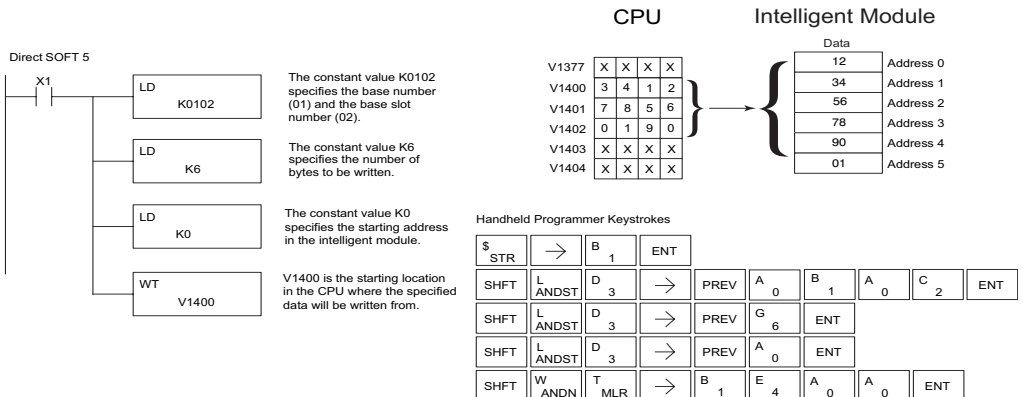 CPU
Intelligent Module
Direct SOFT 5
X1
LD
K0102
The constant value K0102
specifies the base number
(01) and the base slot
number (02).
LD
K6
The constant value K6
specifies the number of
bytes to be written.
LD
K0
The constant value K0
specifies the starting address
in the intelligent module.
WT
V1400
V1400 is the starting location
in the CPU where the specified
data will be written from.
Data
V1377 X X X X
V1400 3 4 1 2
V1401 7 8 5 6
V1402 0 1 9 0
V1403 X X X X
V1404 X X X X
12 Address 0
34 Address 1
56 Address 2
78 Address 3
90 Address 4
01 Address 5
Handheld Programmer Keystrokes
$ STR → B 1 ENT
SHFT L ANDST D 3 → PREV A 0 B 1 A 0 C 2 ENT
SHFT L ANDST D 3 → PREV G 6 ENT
SHFT L ANDST D 3 → PREV A 0 ENT
SHFT W ANDN T MLR → B 1 E 4 A 0 A 0 ENT